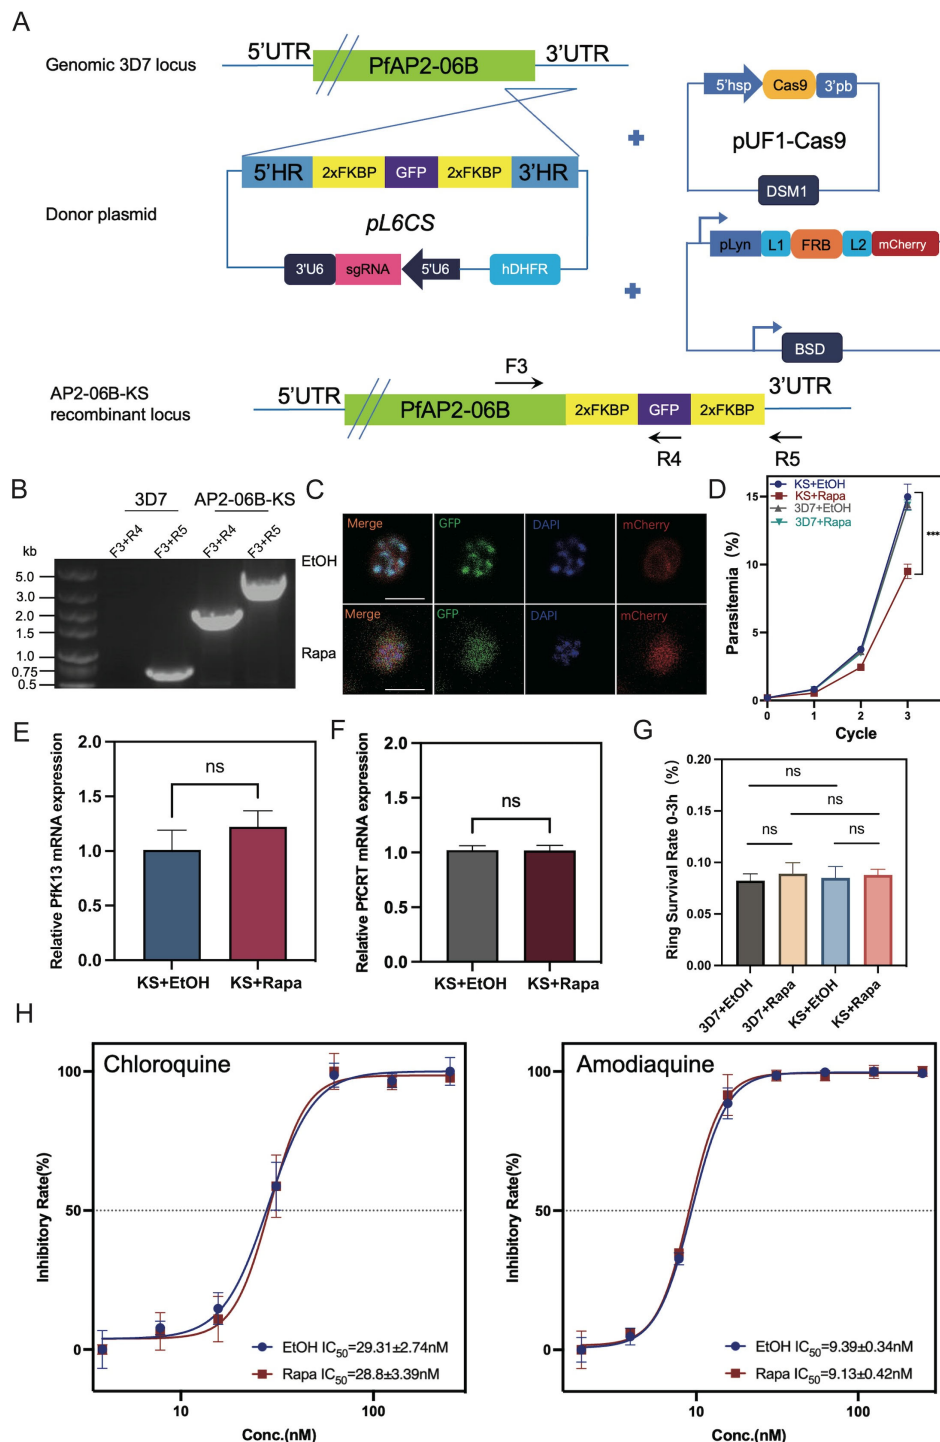 A
Genomic 3D7 locus
5'UTR
PfAP2-06B
3'UTR
5'hsp
Cas9
3'pb
pUF1-Cas9
DSM1
5'HR
2xFKBP
GFP
2xFKBP
3'HR
Donor plasmid
pL6CS
3'U6
sgRNA
5'U6
hDHFR
pLyn
L1
FRB
L2
mCherry
BSD
F3
AP2-06B-KS
recombinant locus
5'UTR
PfAP2-06B
2xFKBP
GFP
2xFKBP
3'UTR
R4
R5
B
3D7
AP2-06B-KS
kb
F3+R4
F3+R5
F3+R4
F3+R5
5.0
3.0
2.0
1.5
1.0
0.75
0.5
C
Merge
GFP
DAPI
mCherry
EtOH
Merge
GFP
DAPI
mCherry
Rapa
D
KS+EtOH
KS+Rapa
3D7+EtOH
3D7+Rapa
***
Parasitemia (%)
15
10
5
0
0
1
2
3
Cycle
E
Relative PfK13 mRNA expression
2.0
1.5
1.0
0.5
0.0
ns
KS+EtOH
KS+Rapa
F
Relative PfCRT mRNA expression
2.0
1.5
1.0
0.5
0.0
ns
KS+EtOH
KS+Rapa
G
Ring Survival Rate 0-3h (%)
0.20
0.15
0.10
0.05
0.00
ns
ns
ns
ns
3D7+EtOH
3D7+Rapa
KS+EtOH
KS+Rapa
H
Chloroquine
Inhibitory Rate(%)
100
50
0
EtOH IC50=29.31±2.74nM
Rapa IC50=28.8±3.39nM
10
100
Conc.(nM)
Amodiaquine
Inhibitory Rate(%)
100
50
0
EtOH IC50=9.39±0.34nM
Rapa IC50=9.13±0.42nM
10
100
Conc.(nM)